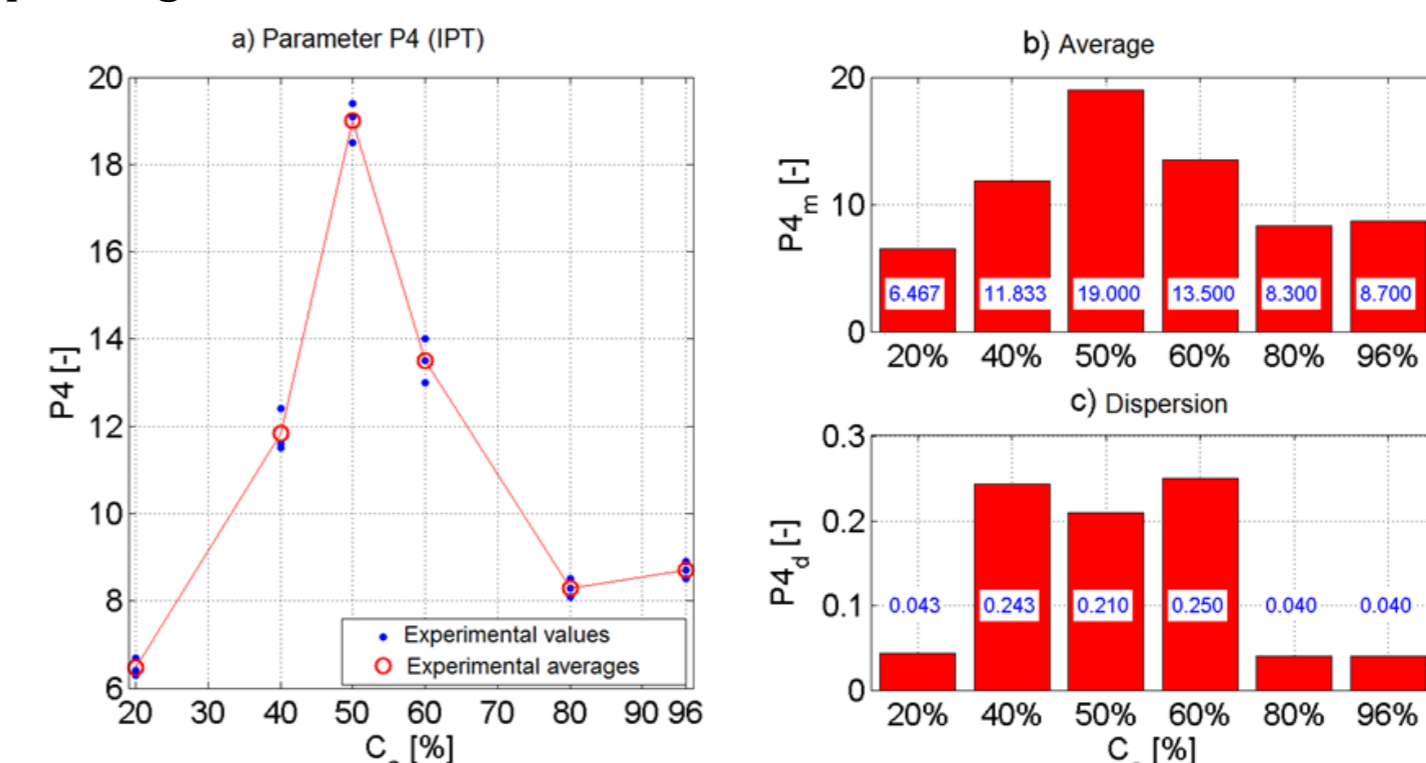 a) Parameter P4 (IPT)
P4 [-]
20
18
16
14
12
10
8
6
20 30 40 50 60 70 80 90 96
Experimental values
Experimental averages
b) Average
P4m [-]
20
10
0
6.467 11.833 19.000 13.500 8.300 8.700
20% 40% 50% 60% 80% 96%
c) Dispersion
P4d [-]
0.3
0.2
0.1
0
0.043 0.243 0.210 0.250 0.040 0.040
20% 40% 50% 60% 80% 96%